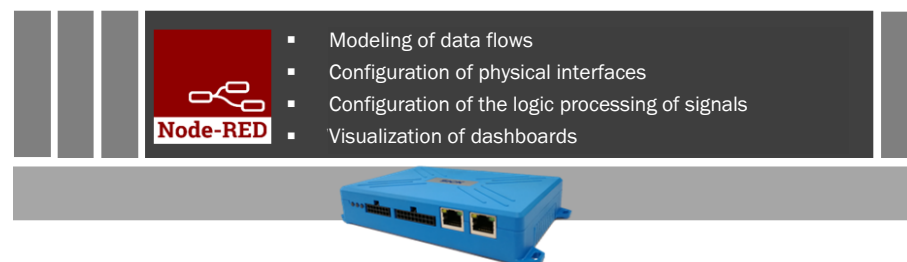 ▪ Modeling of data flows
▪ Configuration of physical interfaces
▪ Configuration of the logic processing of signals
Node-RED
▪ Visualization of dashboards